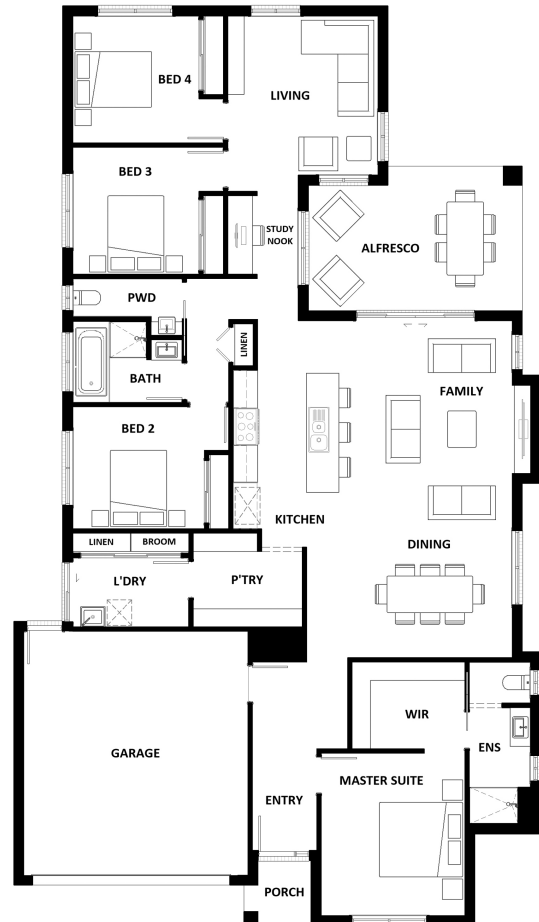 BED 4
LIVING
BED 3
STUDY
NOOK
ALFRESCO
PWD
LINEN
BATH
FAMILY
BED 2
KITCHEN
LINEN
BROOM
DINING
L'DRY
P'TRY
WIR
GARAGE
ENS
MASTER SUITE
ENTRY
PORCH